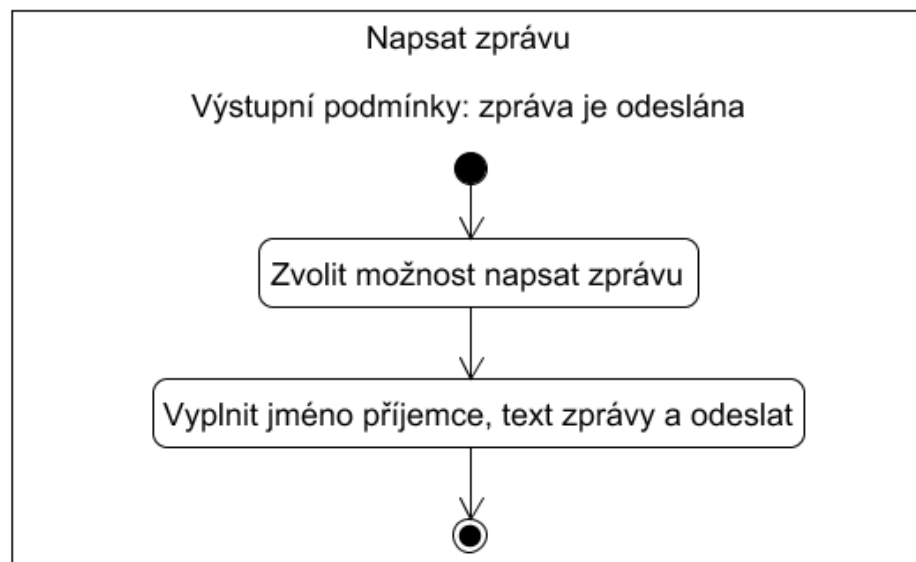 Napsat zprávu
Výstupní podmínky: zpráva je odeslána
Zvolit možnost napsat zprávu
Vyplnit jméno příjemce, text zprávy a odeslat